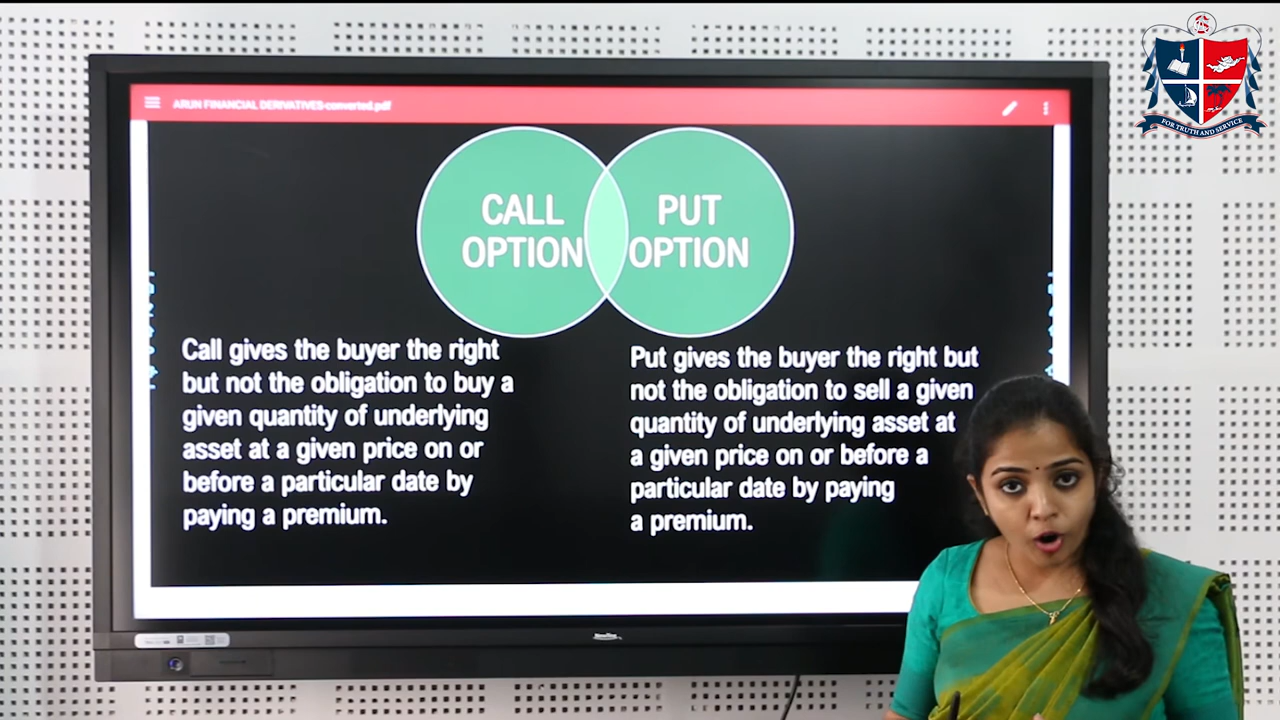 FOR TRUTH AND SERVICE
ARUN FINANCIAL DERIVATIVES-converted.pdf
CALL
OPTION
PUT
OPTION
Call gives the buyer the right
but not the obligation to buy a
given quantity of underlying
asset at a given price on or
before a particular date by
paying a premium.
Put gives the buyer the right but
not the obligation to sell a given
quantity of underlying asset at
a given price on or before a
particular date by paying
a premium.